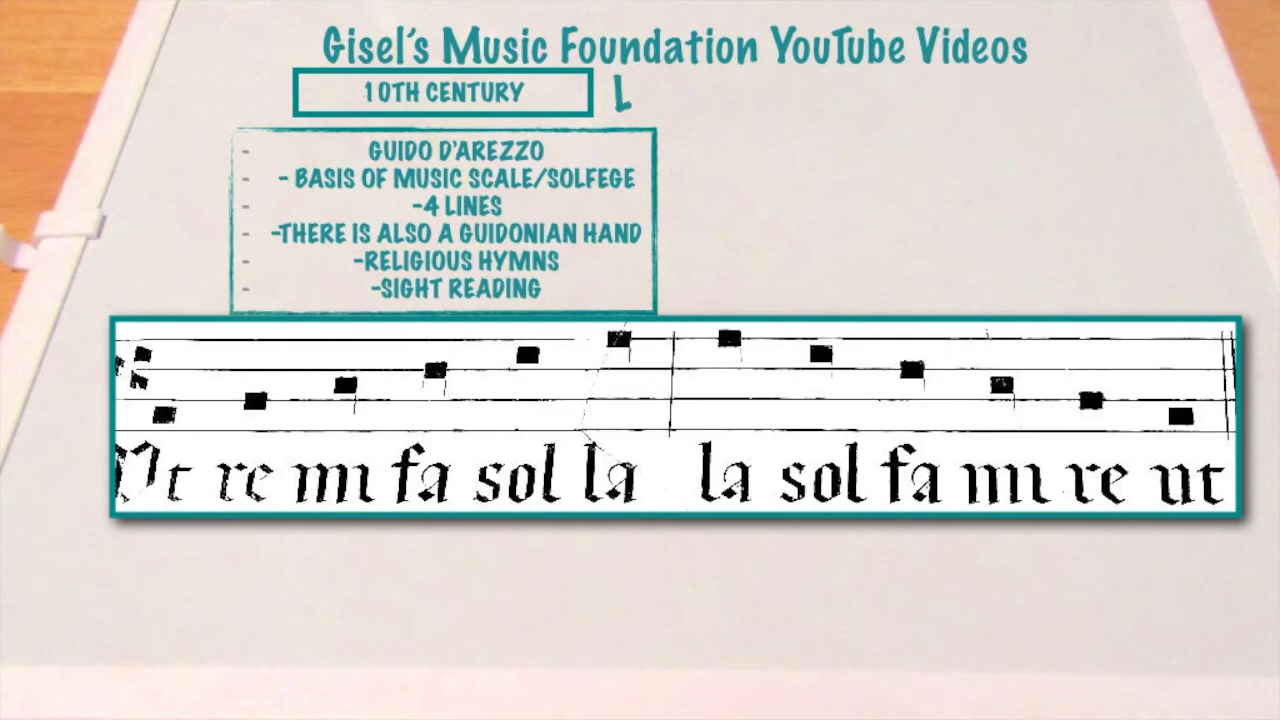 Gisel's Music Foundation YouTube Videos
10TH CENTURY
L
- GUIDO D'AREZZO
- - BASIS OF MUSIC SCALE/SOLFEGE
- -4 LINES
- -THERE IS ALSO A GUIDONIAN HAND
- -RELIGIOUS HYMNS
- -SIGHT READING
Ut re mi fa sol la la sol fa mi re ut